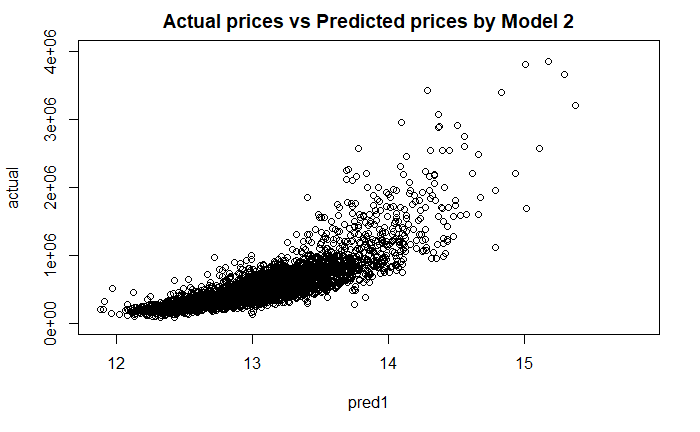 Actual prices vs Predicted prices by Model 2
actual
4e+06
3e+06
2e+06
1e+06
0e+00
12 13 14 15
pred1